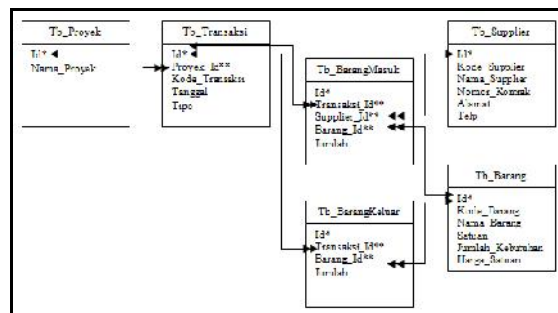 Tb_Proyek
Id*
Nama_Proyek
Tb_Transaksi
Id*
Proyek_Id**
Kode_Transaksi
Tanggal
Tipe
Tb_BarangMasuk
Id*
Transaksi_Id**
Supplier_Id**
Barang_Id**
Jumlah
Tb_BarangKeluar
Id*
Transaksi_Id**
Barang_Id**
Jumlah
Tb_Supplier
Id*
Kode_Supplier
Nama_Supplier
Nomor_Kontrak
Alamat
Telp
Tb_Barang
Id*
Kode_Barang
Nama_Barang
Satuan
Jumlah_Kebutuhan
Harga_Satuan